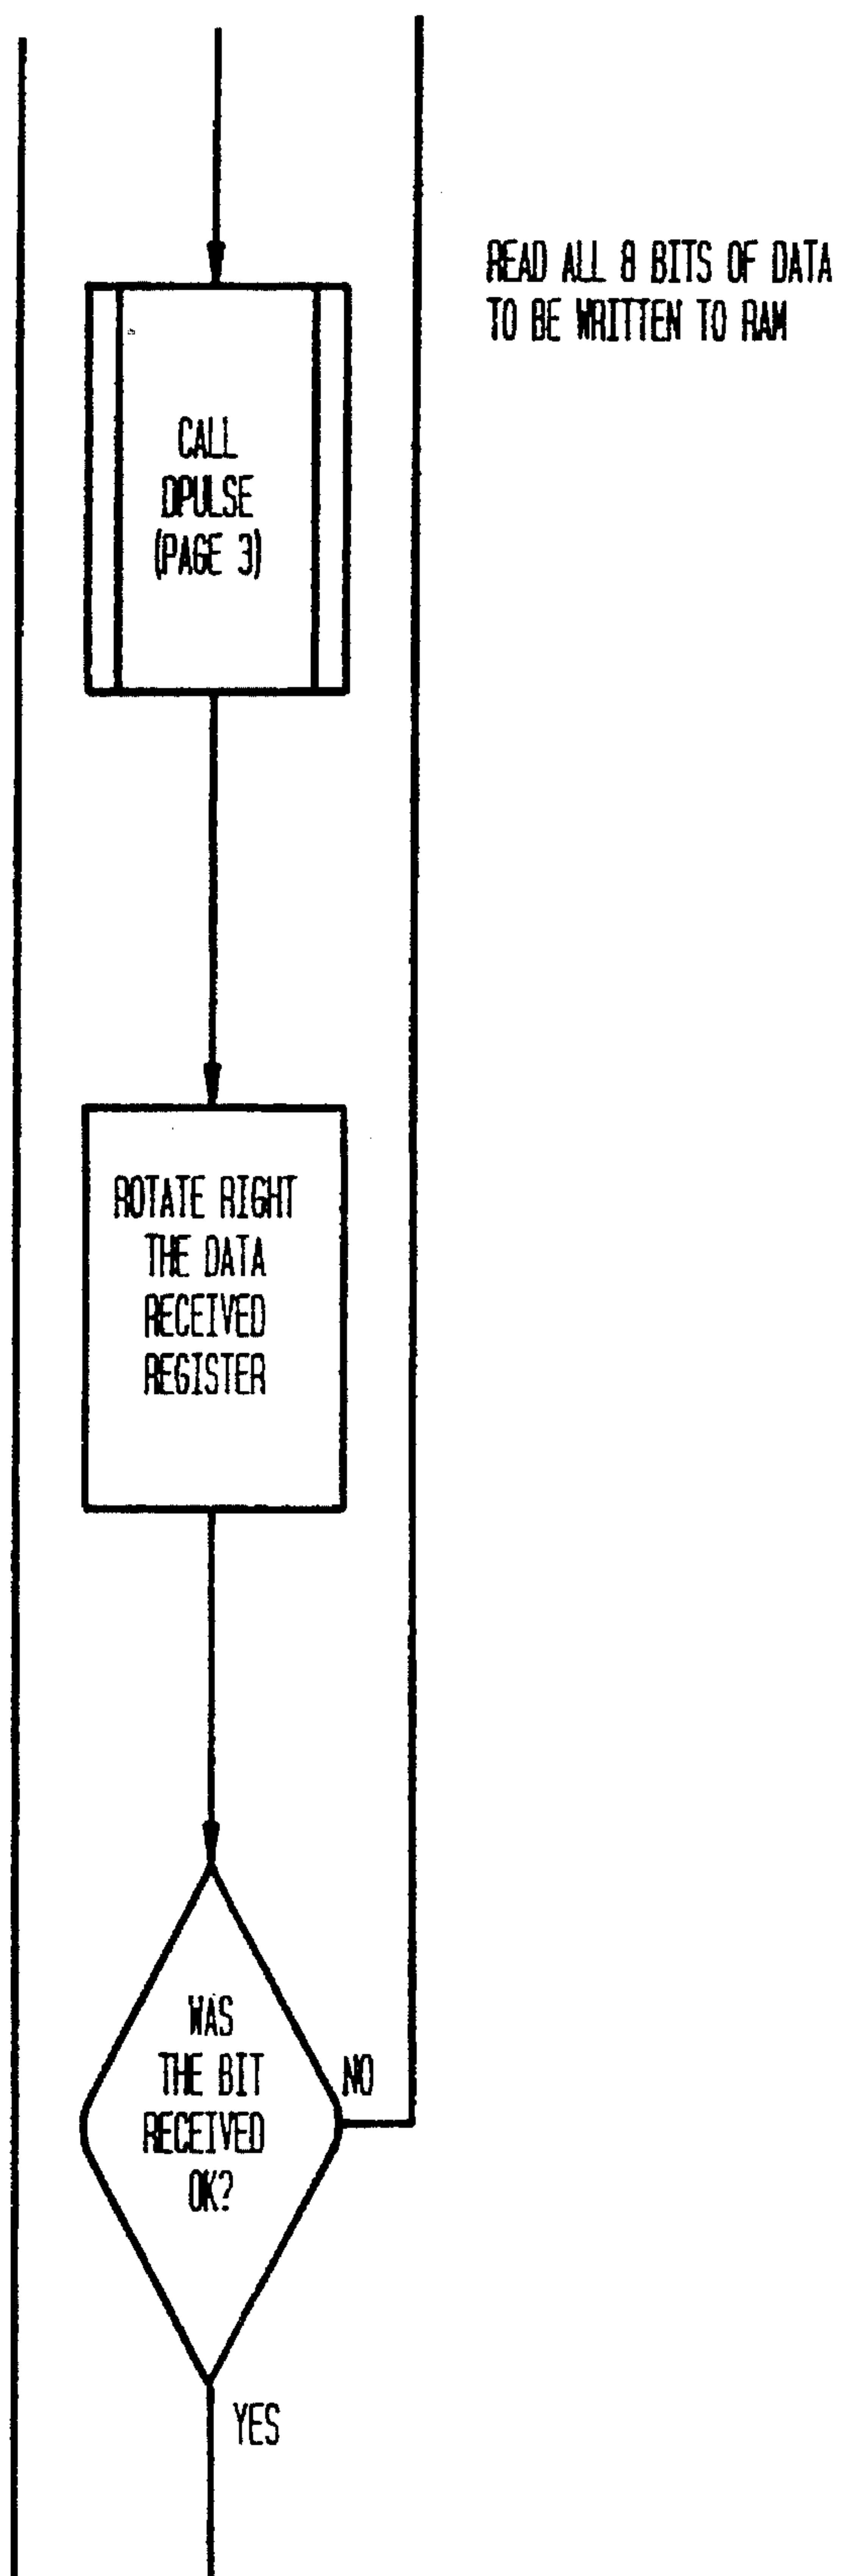 READ ALL 8 BITS OF DATA
TO BE WRITTEN TO RAM
CALL
DPULSE
(PAGE 3)
ROTATE RIGHT
THE DATA
RECEIVED
REGISTER
WAS
THE BIT
RECEIVED
OK?
NO
YES